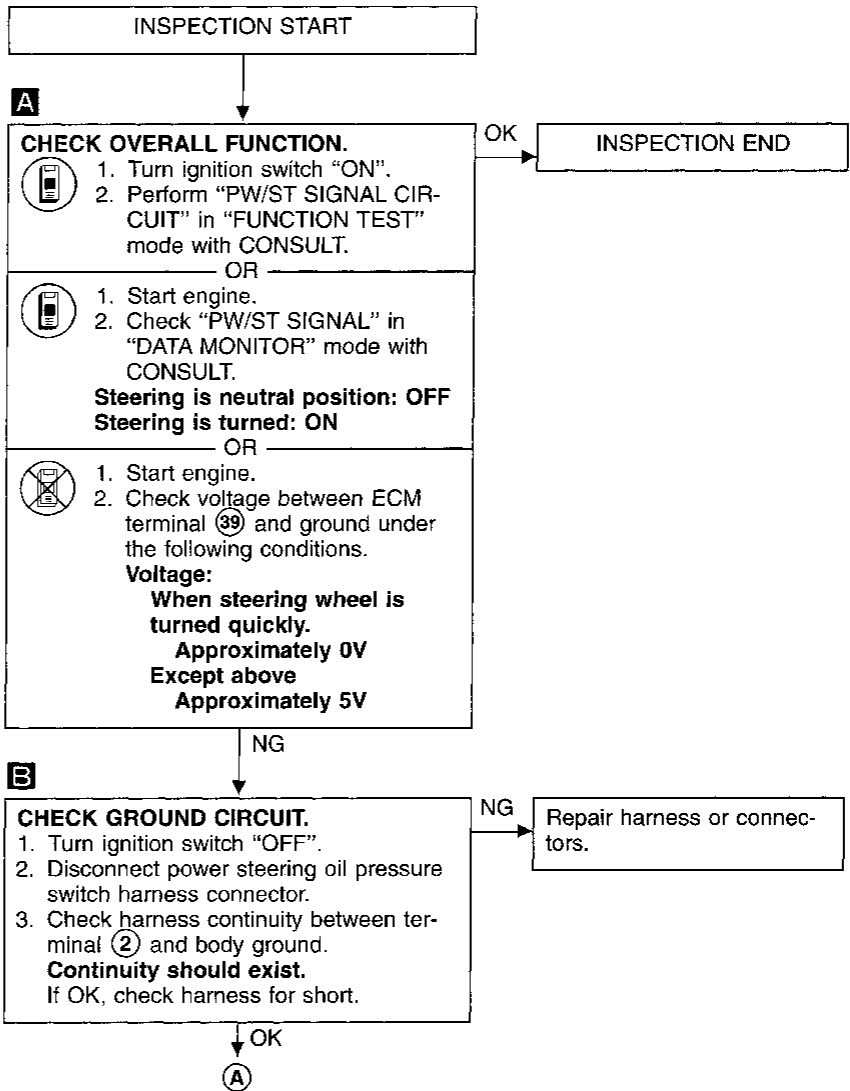 INSPECTION START
A
CHECK OVERALL FUNCTION.
1. Turn ignition switch “ON”.
2. Perform “PW/ST SIGNAL CIR-
CUIT” in “FUNCTION TEST”
mode with CONSULT.
OK
INSPECTION END
OR
1. Start engine.
2. Check “PW/ST SIGNAL” in
“DATA MONITOR” mode with
CONSULT.
Steering is neutral position: OFF
Steering is turned: ON
OR
1. Start engine.
2. Check voltage between ECM
terminal 39 and ground under
the following conditions.
Voltage:
When steering wheel is
turned quickly.
Approximately 0V
Except above
Approximately 5V
NG
B
CHECK GROUND CIRCUIT.
1. Turn ignition switch “OFF”.
2. Disconnect power steering oil pressure
switch harness connector.
3. Check harness continuity between ter-
minal 2 and body ground.
Continuity should exist.
If OK, check harness for short.
NG
Repair harness or connec-
tors.
OK
A